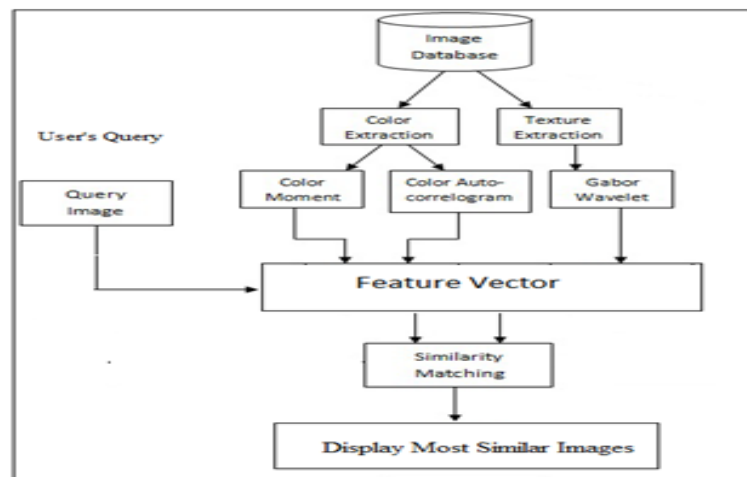 Image
Database
Color
Extraction
Texture
Extraction
User's Query
Query
Image
Color
Moment
Color Auto-
correlogram
Gabor
Wavelet
Feature Vector
Similarity
Matching
Display Most Similar Images